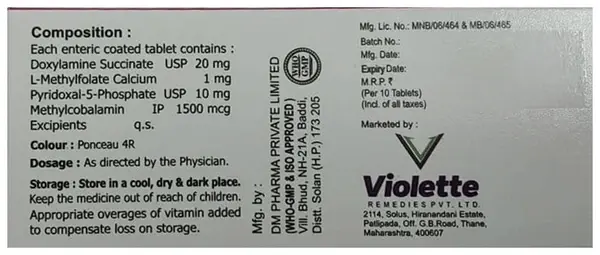 Composition :
Each enteric coated tablet contains :
Doxylamine Succinate USP 20 mg
L-Methylfolate Calcium 1 mg
Pyridoxal-5-Phosphate USP 10 mg
Methylcobalamin IP 1500 mcg
Excipients q.s.
Colour : Ponceau 4R
Dosage : As directed by the Physician.
Storage : Store in a cool, dry & dark place.
Keep the medicine out of reach of children.
Appropriate overages of vitamin added
to compensate loss on storage.
Mfg. by :
DM PHARMA PRIVATE LIMITED
(WHO-GMP & ISO APPROVED)
Vill. Bhud, NH-21A, Baddi,
Distt. Solan (H.P.) 173 205
WHO
GMP
Mfg. Lic. No.: MNB/06/464 & MB/06/465
Batch No.:
Mfg. Date:
Expiry Date:
M.R.P. ₹
(Per 10 Tablets)
(Incl. of all taxes)
Marketed by :
Violette
REMEDIES PVT. LTD.
2114, Solus, Hiranandani Estate,
Patlipada, Off. G.B.Road, Thane,
Maharashtra, 400607